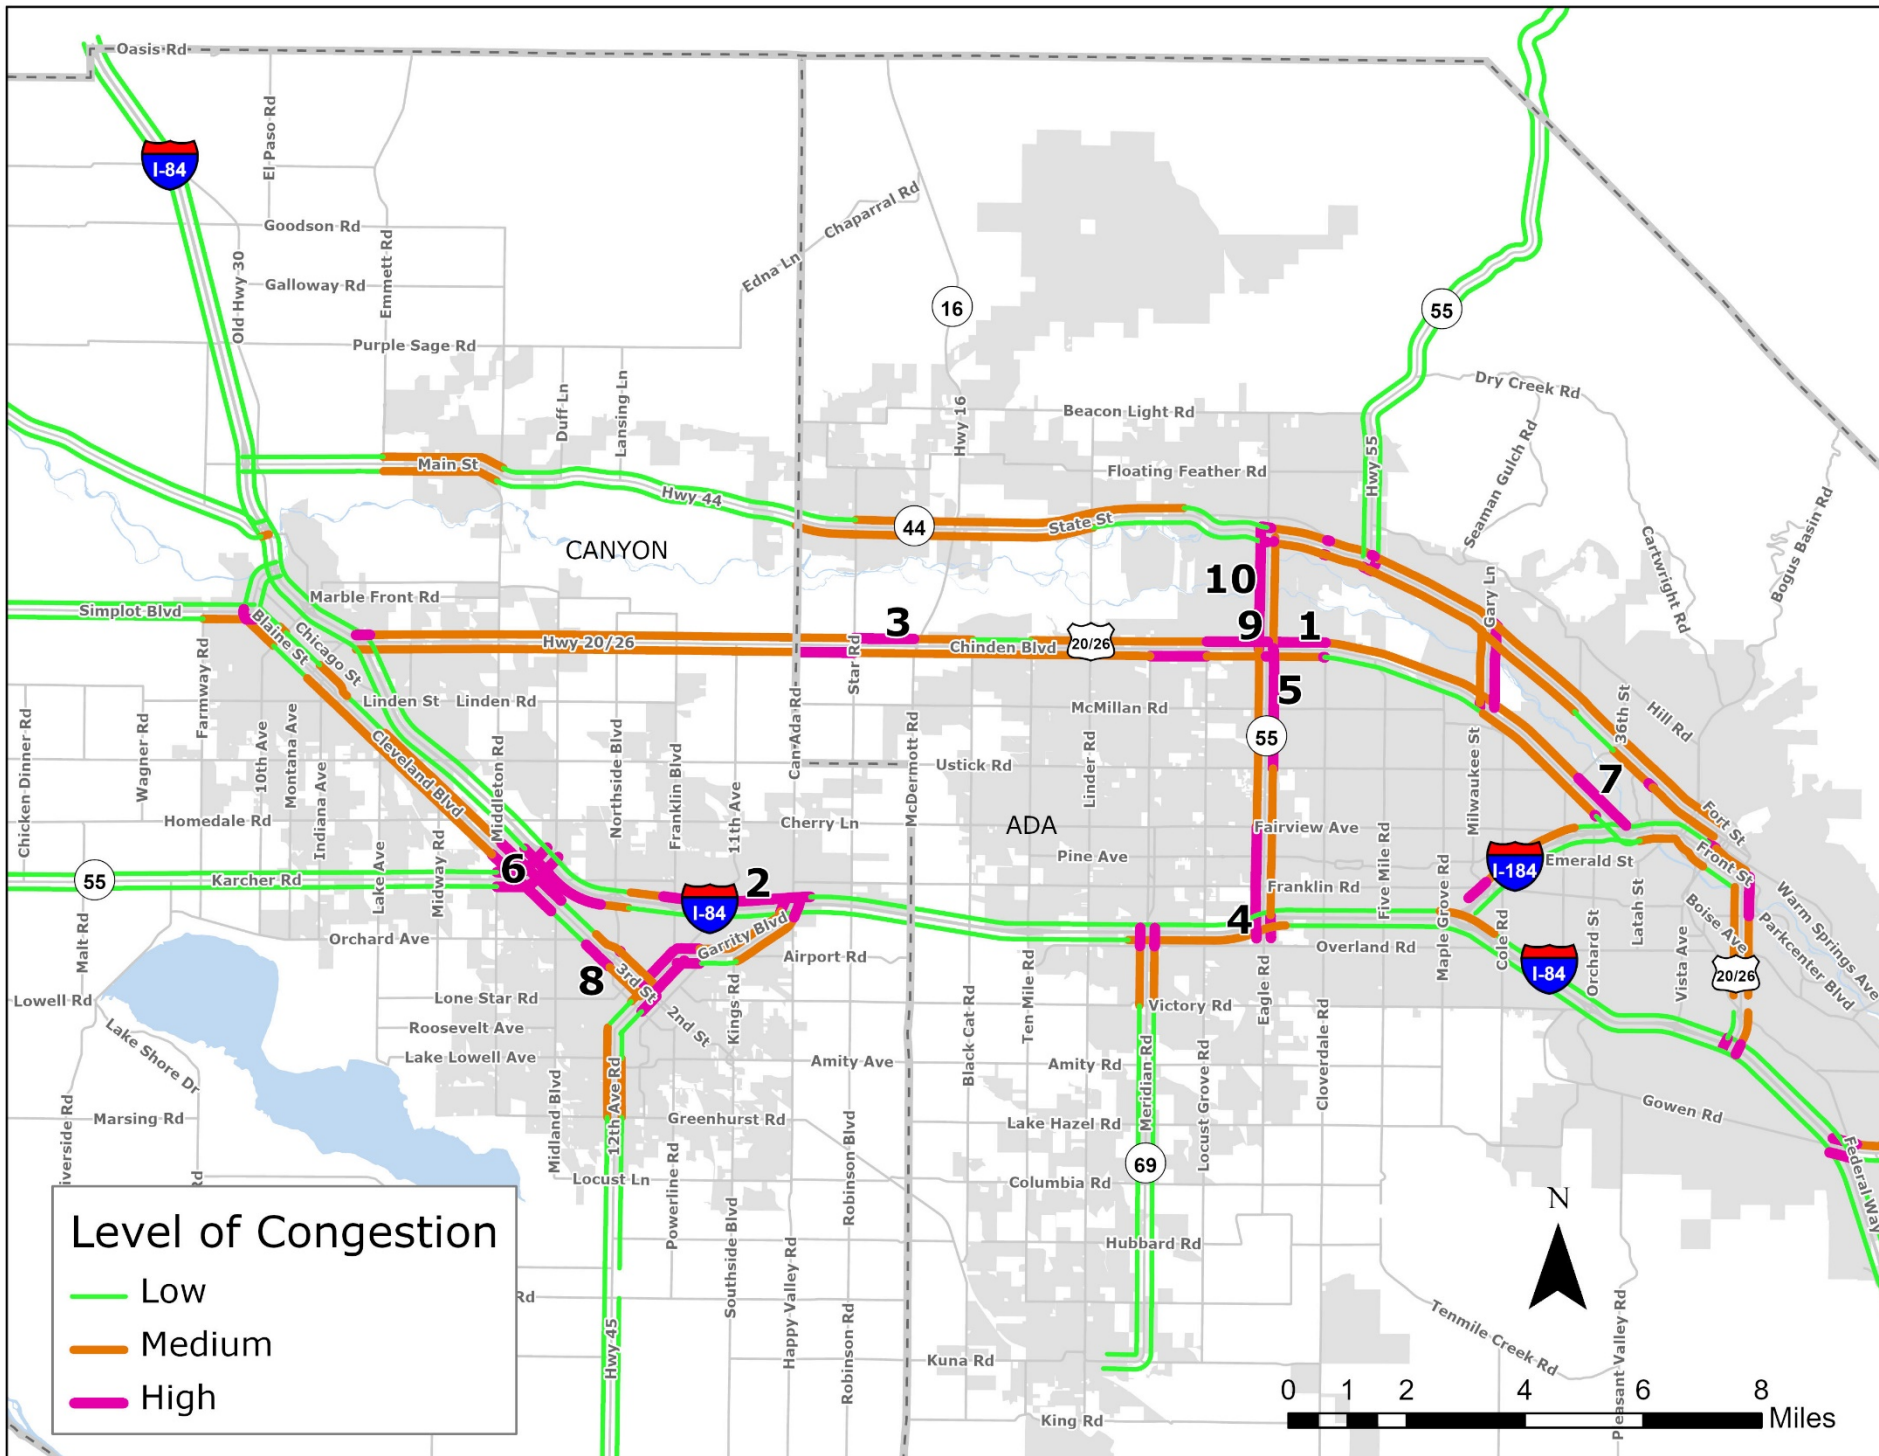 Oasis Rd
I-84
El Paso Rd
Goodson Rd
Emmett Rd
Old Hwy 30
Galloway Rd
Purple Sage Rd
Edna Ln
Chaparral Rd
16
55
Duff Ln
Lansing Ln
Hwy 16
Beacon Light Rd
Dry Creek Rd
Seaman Gulch Rd
Cartwright Rd
Bogus Basin Rd
Main St
Hwy 44
44
State St
Floating Feather Rd
Hwy 55
CANYON
10
Simplot Blvd
Marble Front Rd
Blaine St
Chicago St
Hwy 20/26
3
Chinden Blvd
20/26
9
1
Gary Ln
Farmway Rd
Star Rd
Linden St
Linden Rd
5
McMillan Rd
36th St
Hill Rd
Chicken Dinner Rd
Wagner Rd
10th Ave
Montana Ave
Indiana Ave
Cleveland Blvd
Middleton Rd
Northside Blvd
Franklin Blvd
11th Ave
Can-Ada Rd
McDermott Rd
Ustick Rd
Linder Rd
55
Milwaukee St
7
Homedale Rd
Cherry Ln
ADA
Fairview Ave
Fort St
Pine Ave
Five Mile Rd
Emerald St
Front St
I-184
55
Karcher Rd
Lake Ave
Midway Rd
6
2
I-84
Garrity Blvd
Franklin Rd
4
Maple Grove Rd
Cole Rd
Orchard St
Latah St
Vista Ave
Boise Ave
Warm Springs Ave
Parkcenter Blvd
Malt Rd
Orchard Ave
Airport Rd
Overland Rd
I-84
20/26
8
3rd St
2nd St
Lowell Rd
Lone Star Rd
Kings Rd
Black Cat Rd
Ten Mile Rd
Victory Rd
Eagle Rd
Cloverdale Rd
Lake Shore Dr
Roosevelt Ave
Lake Lowell Ave
Amity Ave
Amity Rd
Meridian Rd
Locust Grove Rd
Midland Blvd
12th Ave Rd
iverside Rd
Marsing Rd
Greenhurst Rd
Lake Hazel Rd
Gowen Rd
Federal Way
Rd
Locust Ln
Powerline Rd
Southside Blvd
Robinson Blvd
Columbia Rd
69
Happy Valley Rd
Hubbard Rd
N
Level of Congestion
Low
Medium
High
Rd
Hwy 45
Robinson Rd
Kuna Rd
Tenmile Creek Rd
Pleasant Valley Rd
King Rd
0 1 2 4 6 8
Miles